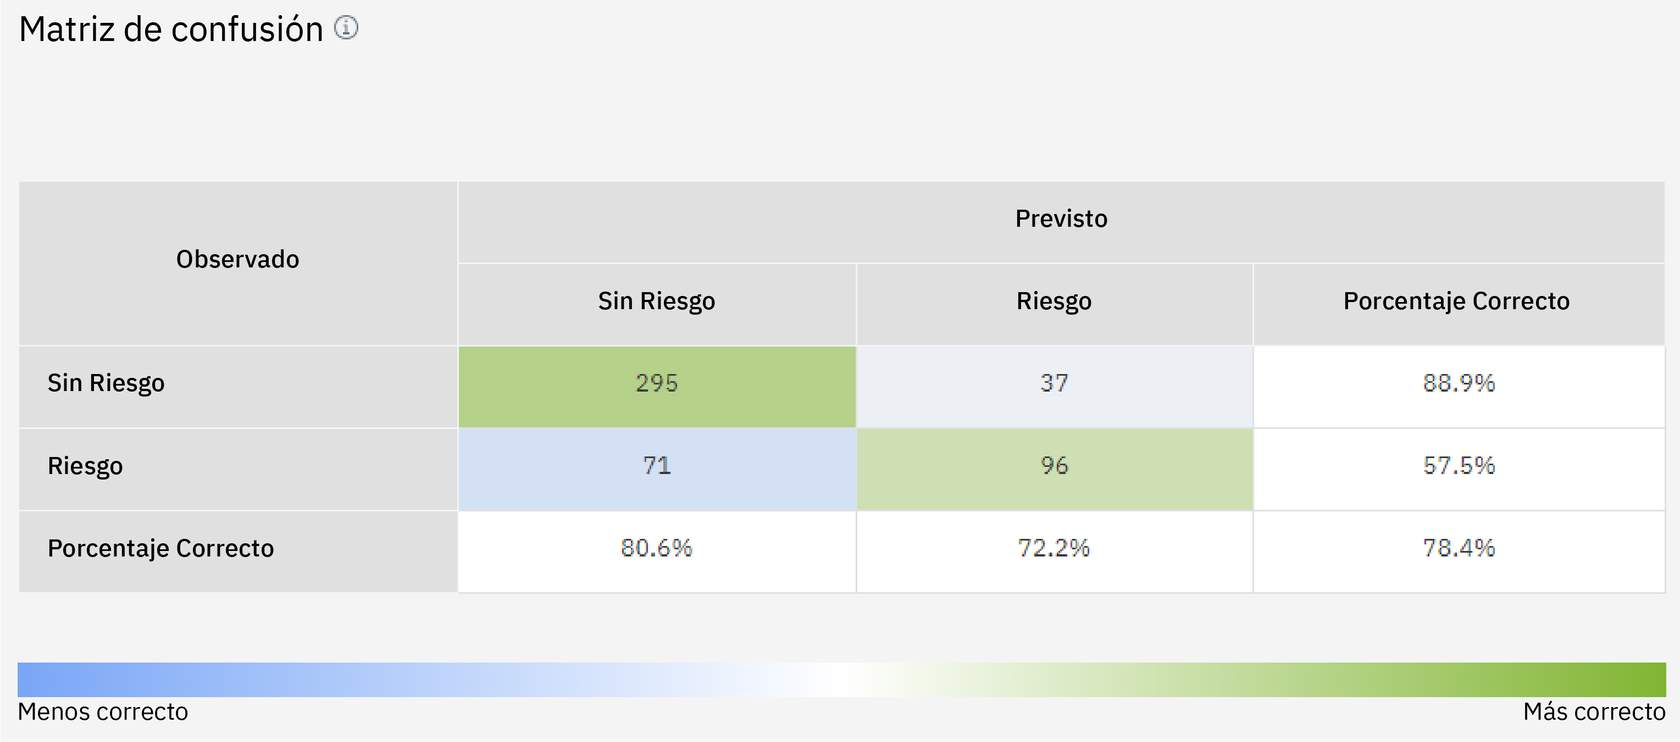 Matriz de confusión
Observado
Previsto
Sin Riesgo Riesgo Porcentaje Correcto
Sin Riesgo 295 37 88.9%
Riesgo 71 96 57.5%
Porcentaje Correcto 80.6% 72.2% 78.4%
Menos correcto Más correcto